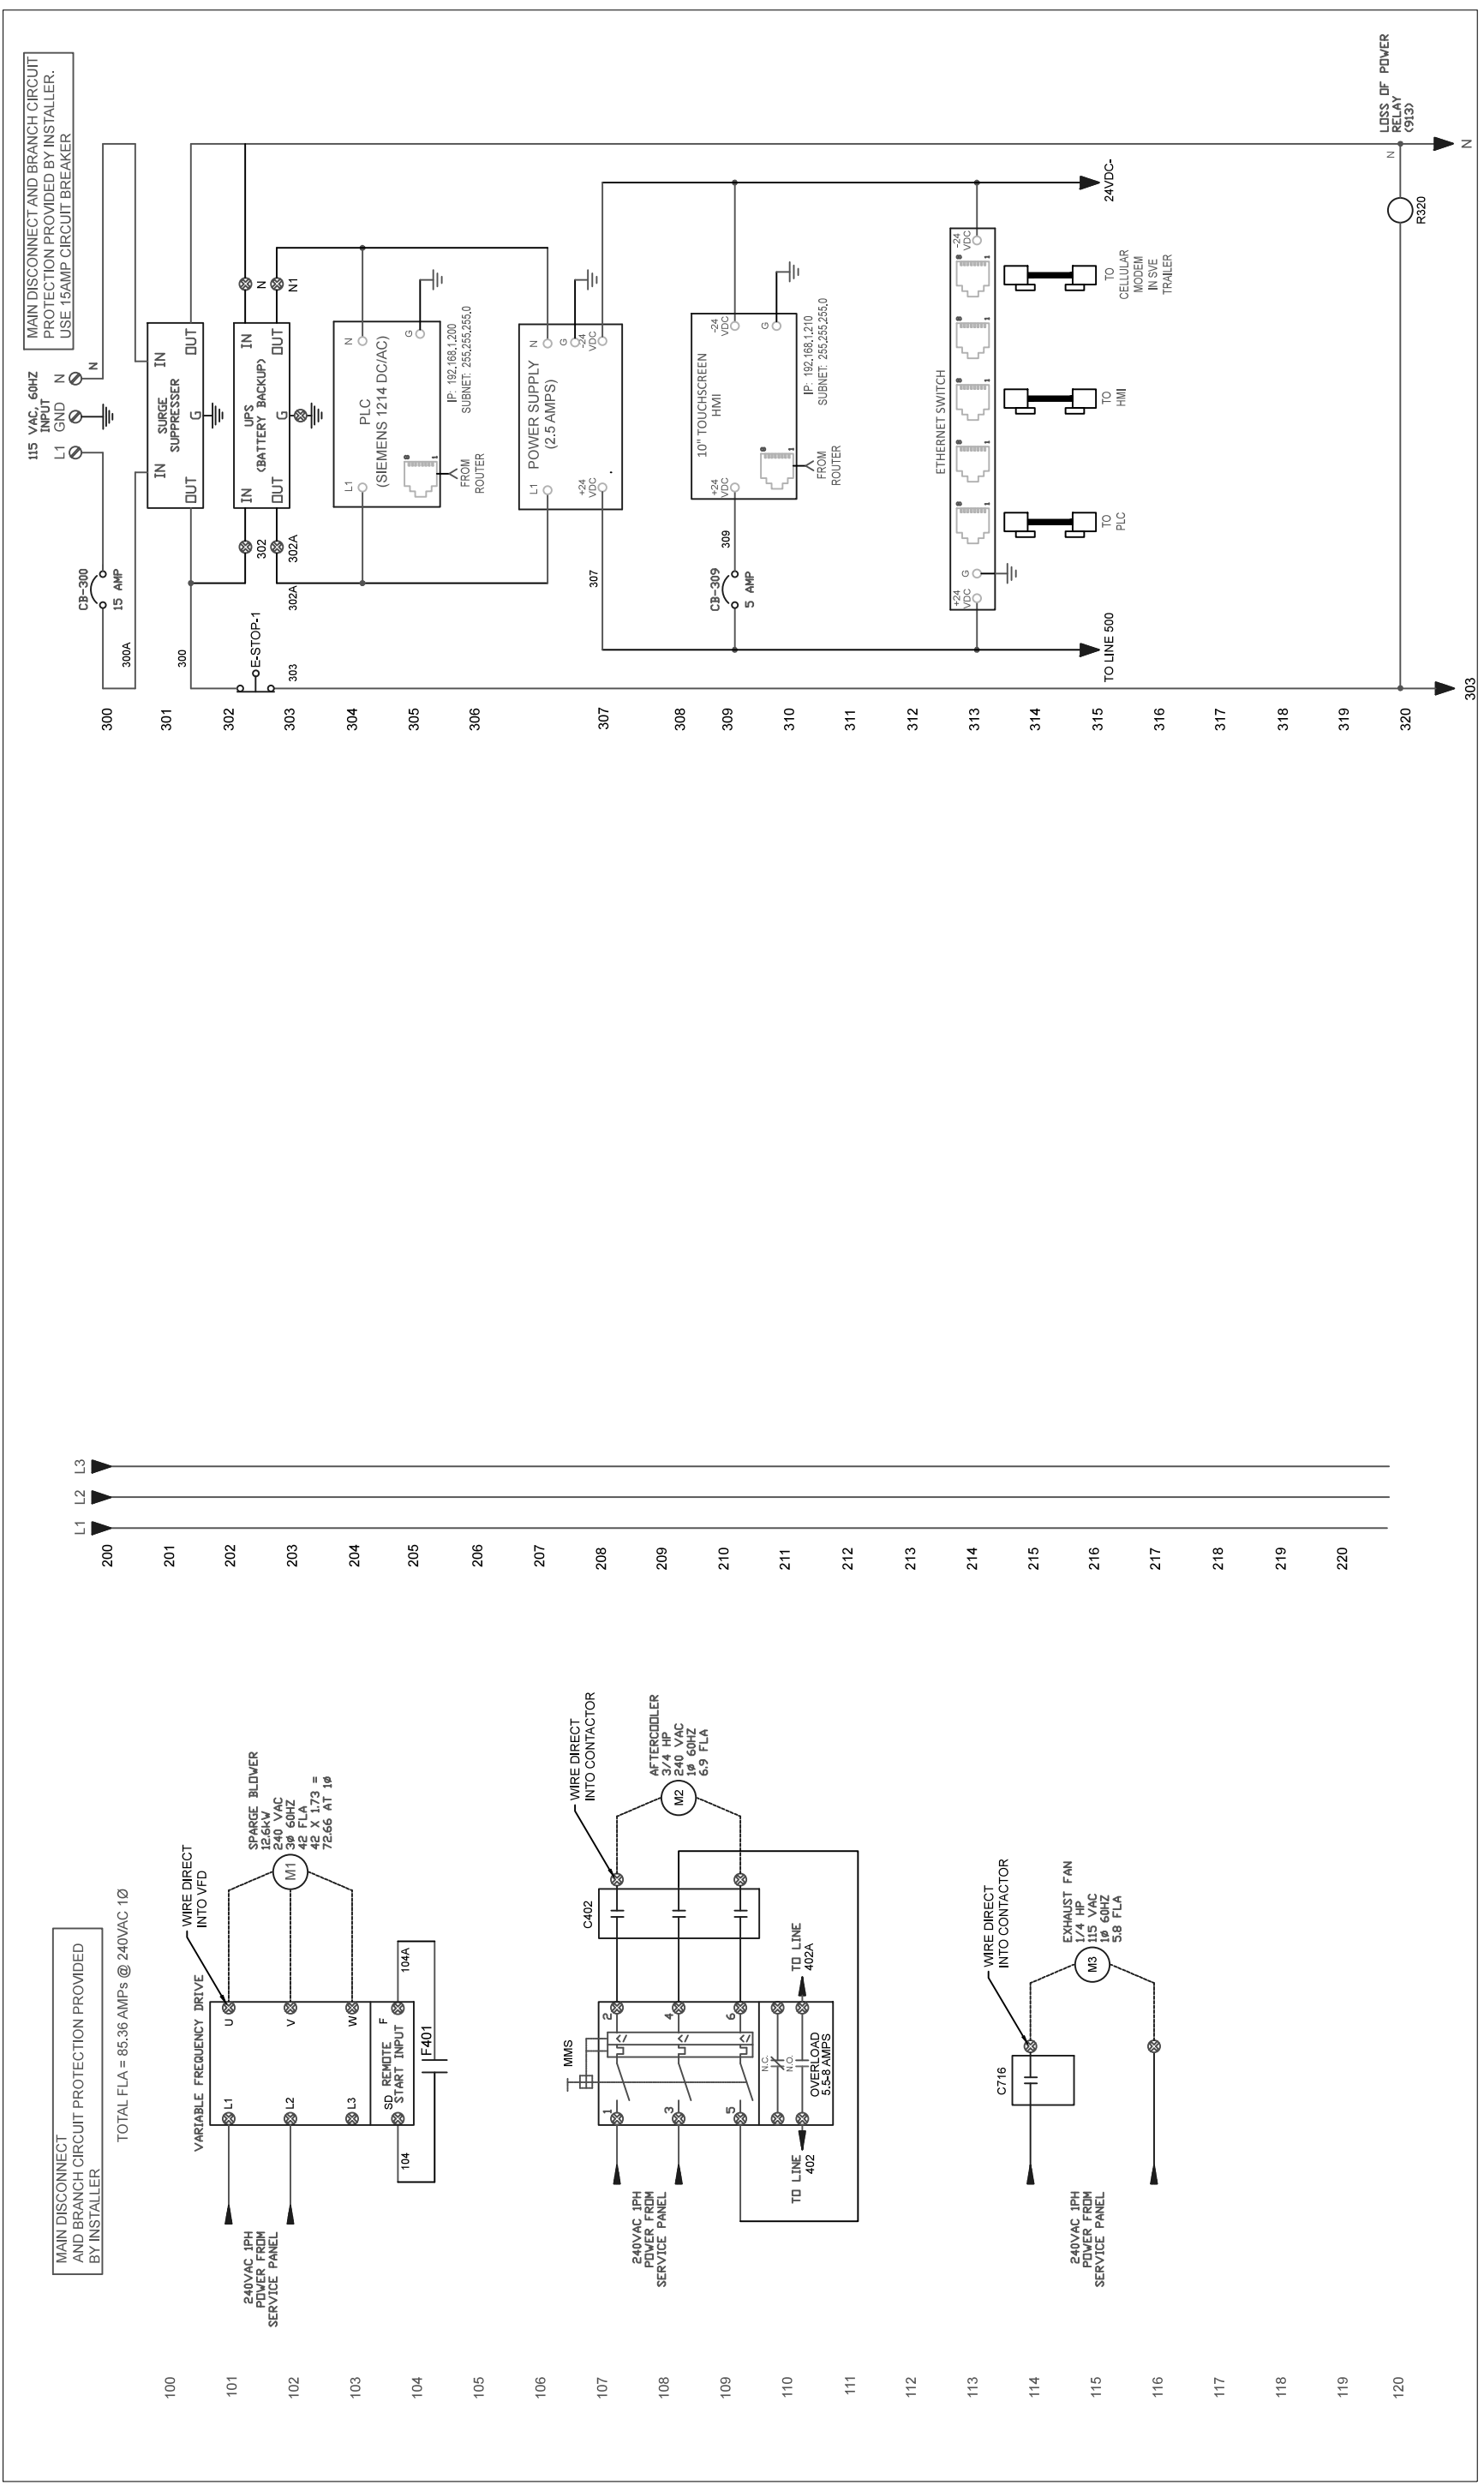 MAIN DISCONNECT
AND BRANCH CIRCUIT PROTECTION PROVIDED
BY INSTALLER
TOTAL FLA = 85.36 AMPs @ 240VAC 1Ø
100
101
102
103
104
105
106
107
108
109
110
111
112
113
114
115
116
117
118
119
120
240VAC 1PH
POWER FROM
SERVICE PANEL
VARIABLE FREQUENCY DRIVE
L1
L2
L3
U
V
W
SD
REMOTE
START INPUT
F
104
104A
F401
WIRE DIRECT
INTO VFD
M1
SPARGE BLOWER
12.6kW
240 VAC
3Ø 60HZ
42 FLA
42 X 1.73 =
72.66 AT 1Ø
240VAC 1PH
POWER FROM
SERVICE PANEL
MMS
1
2
3
4
5
6
N.C.
N.O.
OVERLOAD
5.5-8 AMPS
TO LINE
402
TO LINE
402A
C402
WIRE DIRECT
INTO CONTACTOR
M2
AFTERCOOLER
3/4 HP
240 VAC
1Ø 60HZ
6.9 FLA
240VAC 1PH
POWER FROM
SERVICE PANEL
C716
WIRE DIRECT
INTO CONTACTOR
M3
EXHAUST FAN
1/4 HP
115 VAC
1Ø 60HZ
5.8 FLA
L1
L2
L3
200
201
202
203
204
205
206
207
208
209
210
211
212
213
214
215
216
217
218
219
220
MAIN DISCONNECT AND BRANCH CIRCUIT
PROTECTION PROVIDED BY INSTALLER.
USE 15AMP CIRCUIT BREAKER
115 VAC, 60HZ
INPUT
L1 GND N
N
CB-300
15 AMP
300A
300
301
302
303
304
305
306
307
308
309
310
311
312
313
314
315
316
317
318
319
320
IN
SURGE
SUPPRESSER
IN
OUT
G
OUT
300
E-STOP-1
303
IN
UPS
(BATTERY BACKUP)
IN
OUT
G
OUT
302
302A
302A
N
N1
L1
PLC
(SIEMENS 1214 DC/AC)
N
G
8
1
FROM
ROUTER
IP: 192.168.1.200
SUBNET: 255.255.255.0
L1
POWER SUPPLY
(2.5 AMPS)
N
G
+24
VDC
-24
VDC
307
CB-309
5 AMP
309
10" TOUCHSCREEN
HMI
+24
VDC
-24
VDC
G
8
1
FROM
ROUTER
IP: 192.168.1.210
SUBNET: 255.255.255.0
ETHERNET SWITCH
+24
VDC
G
8
1
8
1
8
1
8
1
8
1
-24
VDC
TO
PLC
TO
HMI
TO
CELLULAR
MODEM
IN SVE
TRAILER
TO LINE 500
24VDC-
LOSS OF POWER
RELAY
(913)
N
R320
303
N